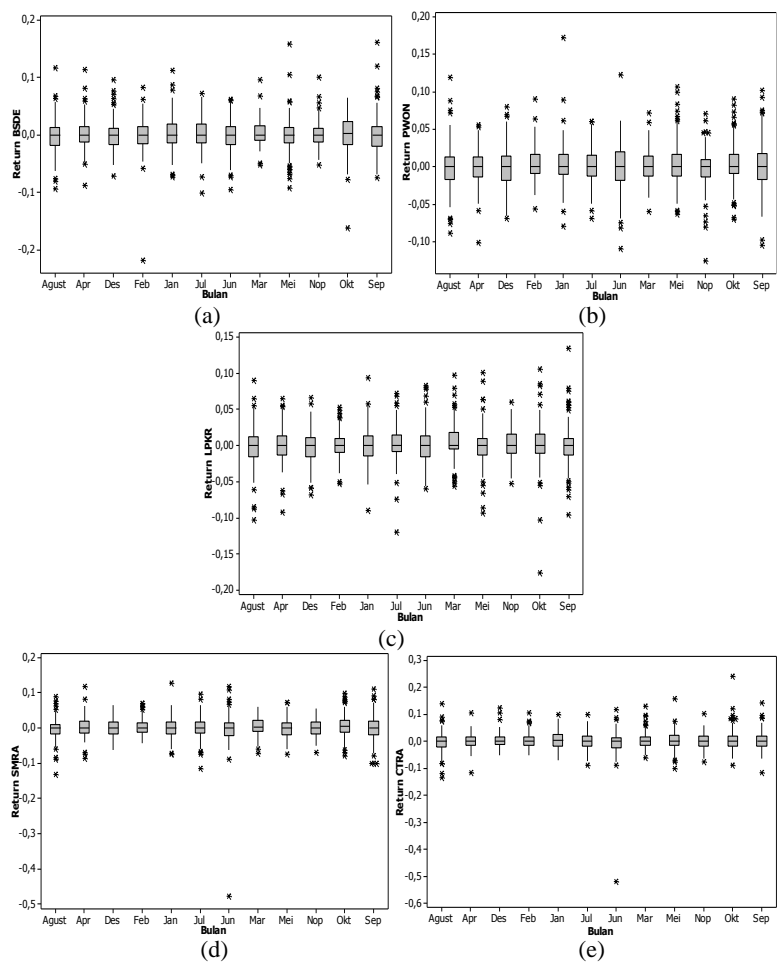 0,2
0,1
0,0
-0,1
-0,2
Return BSDE
Agust Apr Des Feb Jan Jul Jun Mar Mei Nop Okt Sep
Bulan
(a)
0,20
0,15
0,10
0,05
0,00
-0,05
-0,10
Return PWON
Agust Apr Des Feb Jan Jul Jun Mar Mei Nop Okt Sep
Bulan
(b)
0,15
0,10
0,05
0,00
-0,05
-0,10
-0,15
-0,20
Return LPKR
Agust Apr Des Feb Jan Jul Jun Mar Mei Nop Okt Sep
Bulan
(c)
0,2
0,1
0,0
-0,1
-0,2
-0,3
-0,4
-0,5
Return SMRA
Agust Apr Des Feb Jan Jul Jun Mar Mei Nop Okt Sep
Bulan
(d)
0,3
0,2
0,1
0,0
-0,1
-0,2
-0,3
-0,4
-0,5
-0,6
Return CTRA
Agust Apr Des Feb Jan Jul Jun Mar Mei Nop Okt Sep
Bulan
(e)